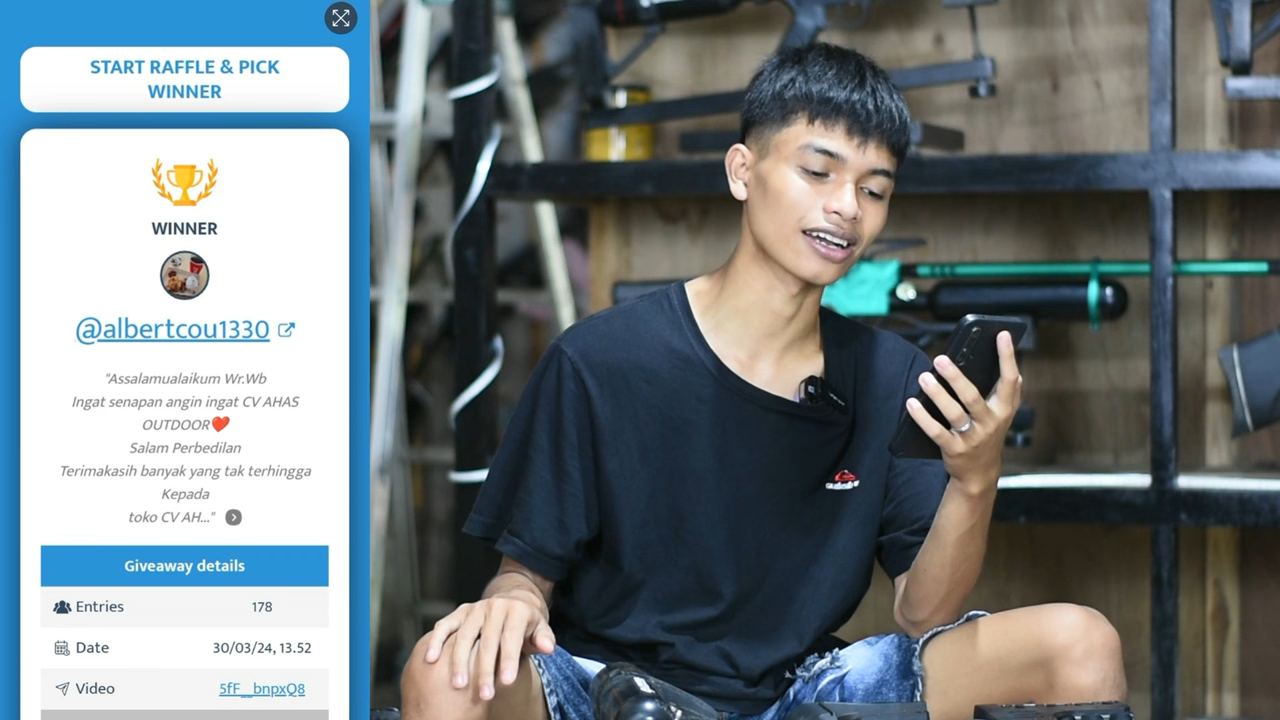 START RAFFLE & PICK
WINNER
WINNER
@albertcou1330
"Assalamualaikum Wr.Wb
Ingat senapan angin ingat CV AHAS
OUTDOOR❤️
Salam Perbedilan
Terimakasih banyak yang tak terhingga
Kepada
toko CV AH..."
Giveaway details
Entries 178
Date 30/03/24, 13.52
Video 5fF__bnpxQ8